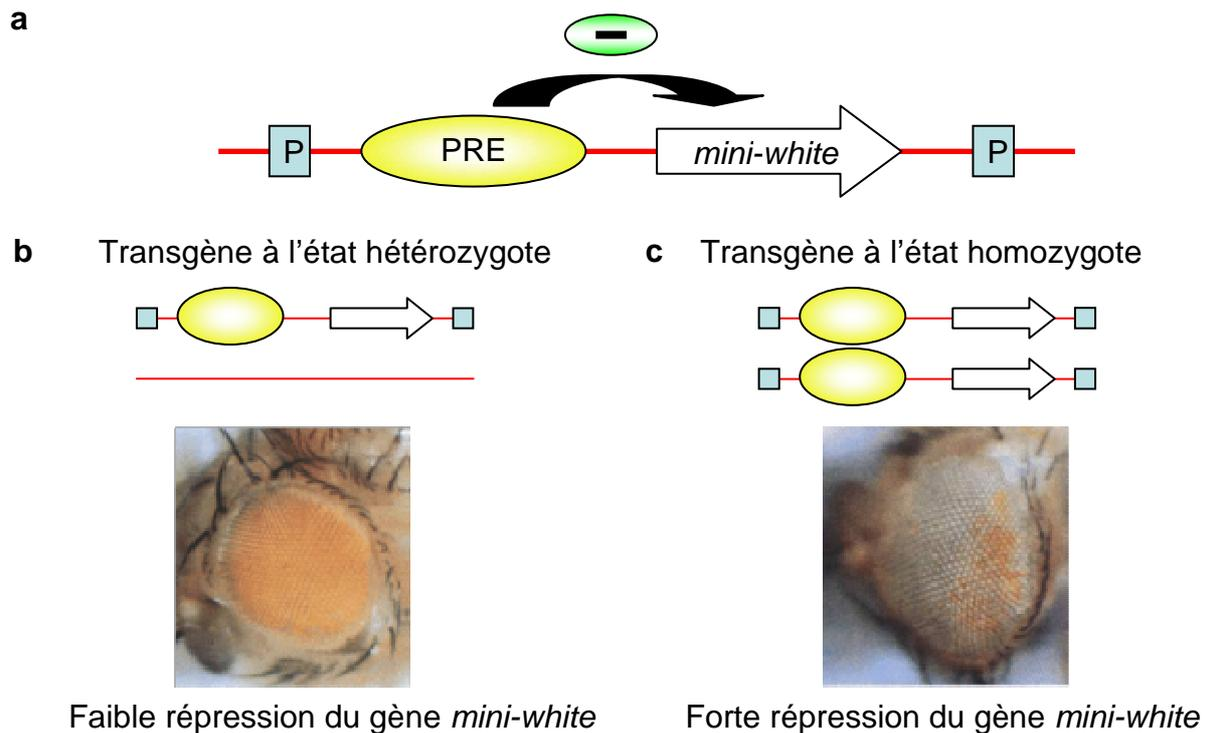 a
P PRE mini-white P
b Transgène à l'état hétérozygote
c Transgène à l'état homozygote
Faible répression du gène mini-white
Forte répression du gène mini-white